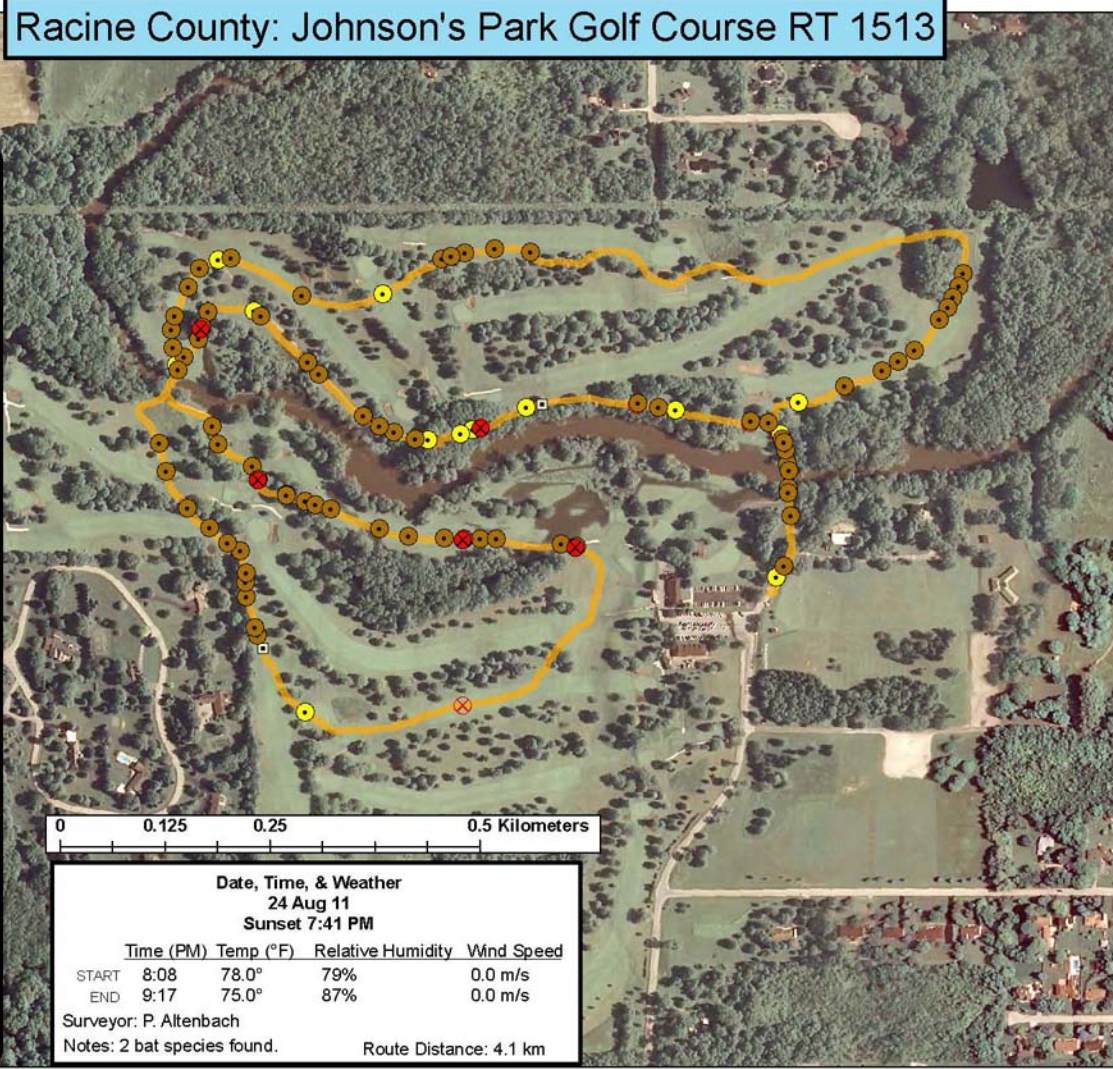 Racine County: Johnson's Park Golf Course RT 1513
0 0.125 0.25 0.5 Kilometers
Date, Time, & Weather
24 Aug 11
Sunset 7:41 PM
Time (PM) Temp (°F) Relative Humidity Wind Speed
START 8:08 78.0° 79% 0.0 m/s
END 9:17 75.0° 87% 0.0 m/s
Surveyor: P. Altenbach
Notes: 2 bat species found. Route Distance: 4.1 km